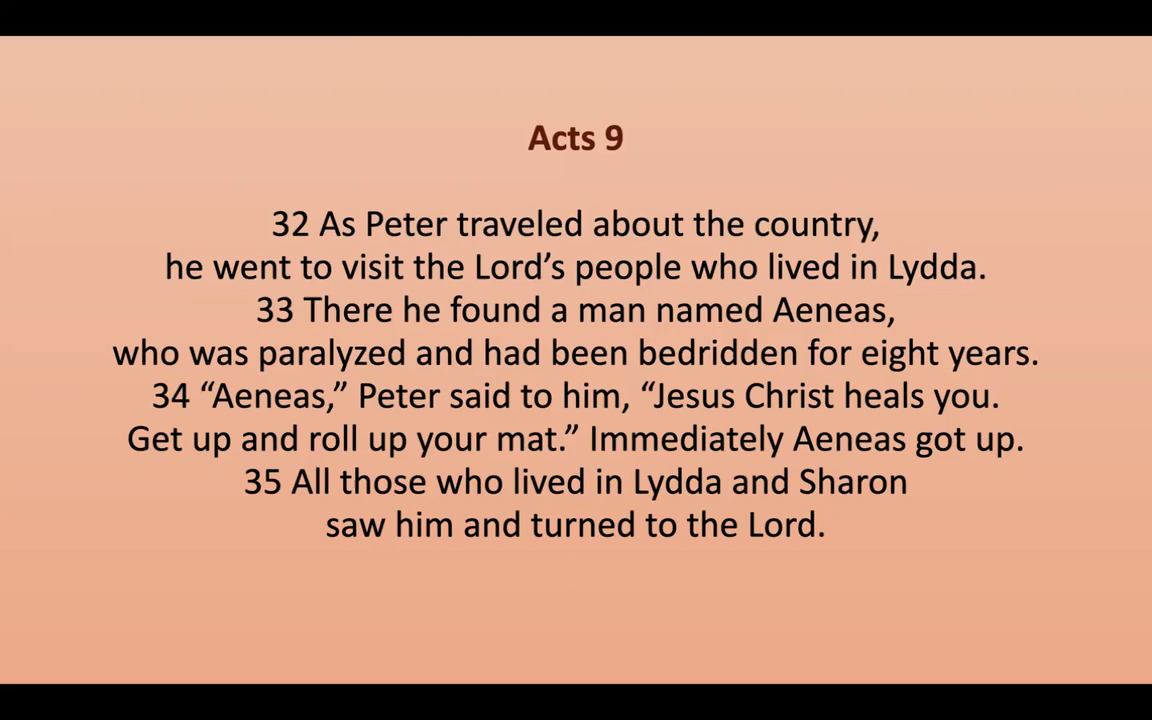 Acts 9
32 As Peter traveled about the country,
he went to visit the Lord’s people who lived in Lydda.
33 There he found a man named Aeneas,
who was paralyzed and had been bedridden for eight years.
34 “Aeneas,” Peter said to him, “Jesus Christ heals you.
Get up and roll up your mat.” Immediately Aeneas got up.
35 All those who lived in Lydda and Sharon
saw him and turned to the Lord.